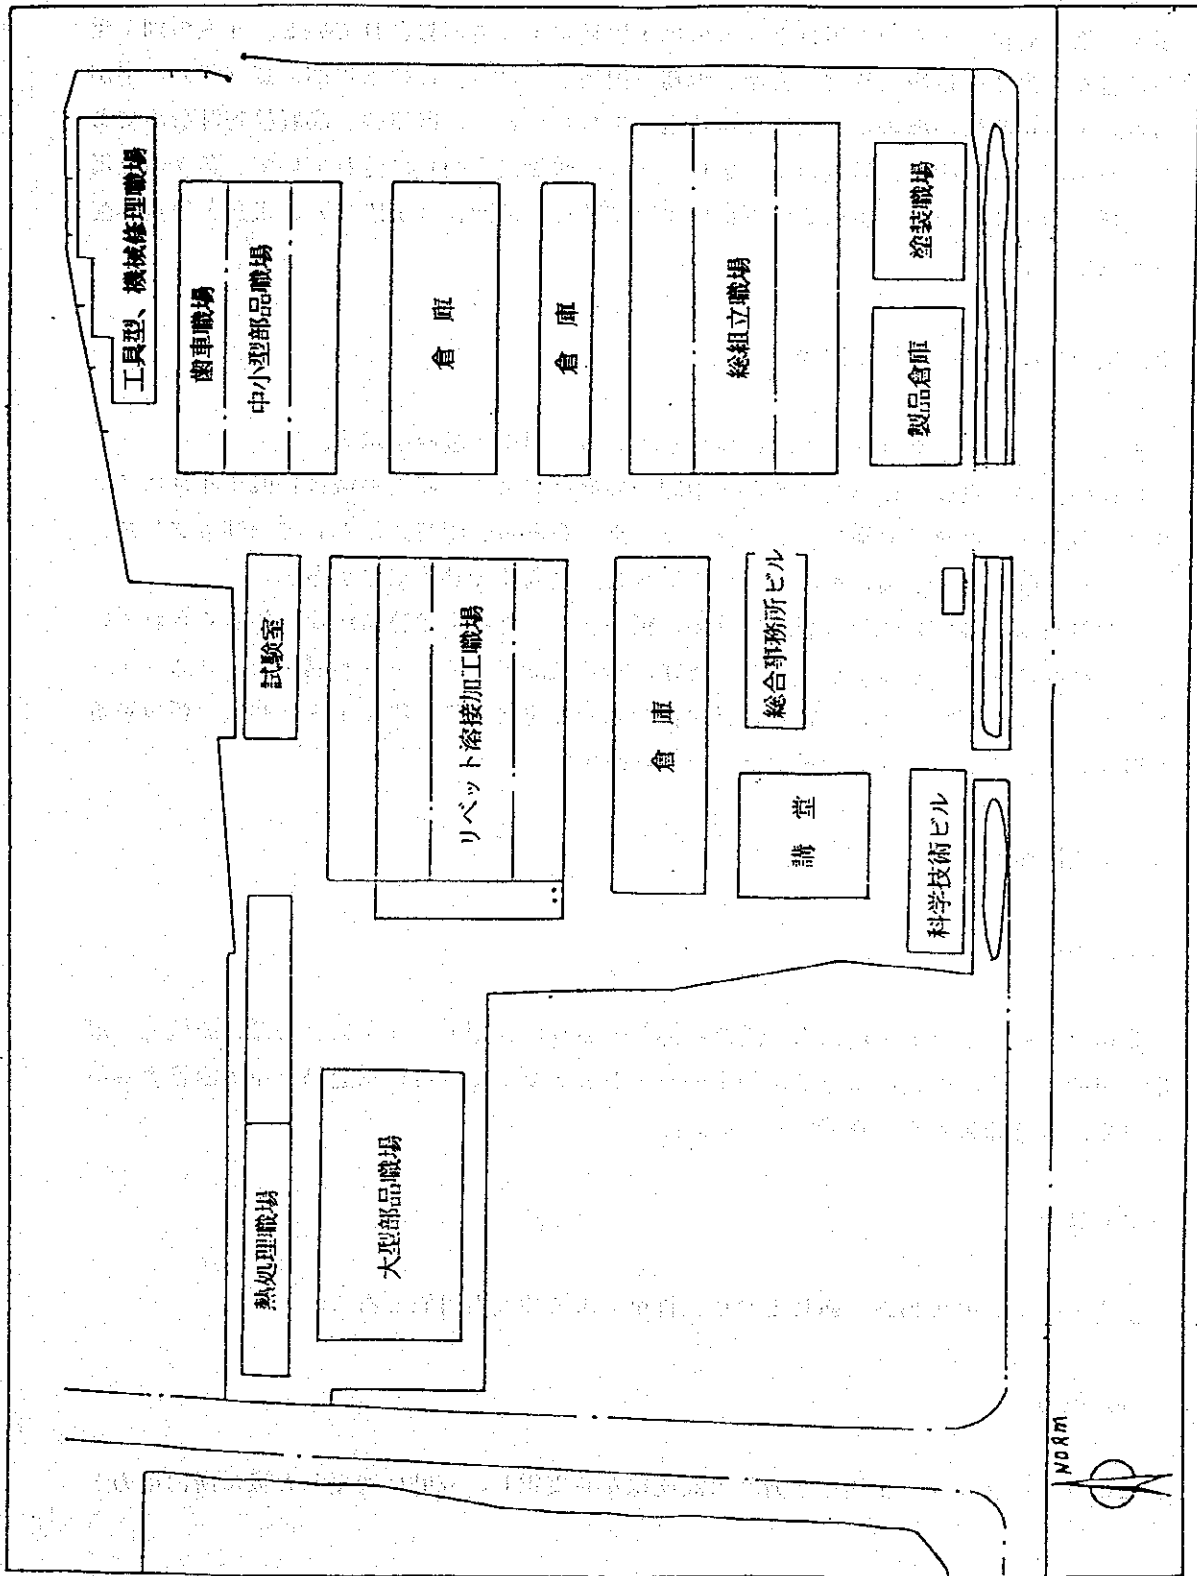 工具型、機械修理職場
歯車職場
中小型部品職場
倉庫
倉庫
総組立職場
塗装職場
製品倉庫
試験室
リベット溶接加工職場
倉庫
総合事務所ビル
講堂
科学技術ビル
熱処理職場
大型部品職場
NORM